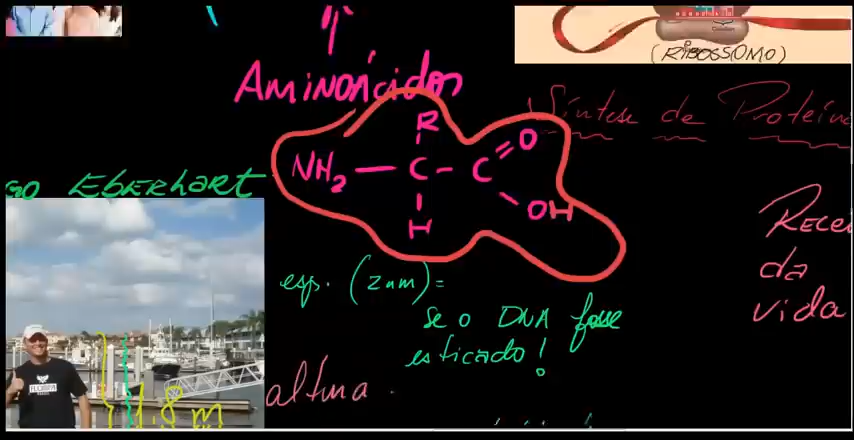 (RIBOSSOMO)
AMINOÁCIDOS
Síntese de Proteína
R
NH2 — C - C = O
OH
H
GO EBERHART
RECEI
da
vida
esp. (2nm) =
se o DNA fosse
esticado!
altura
1.8 m